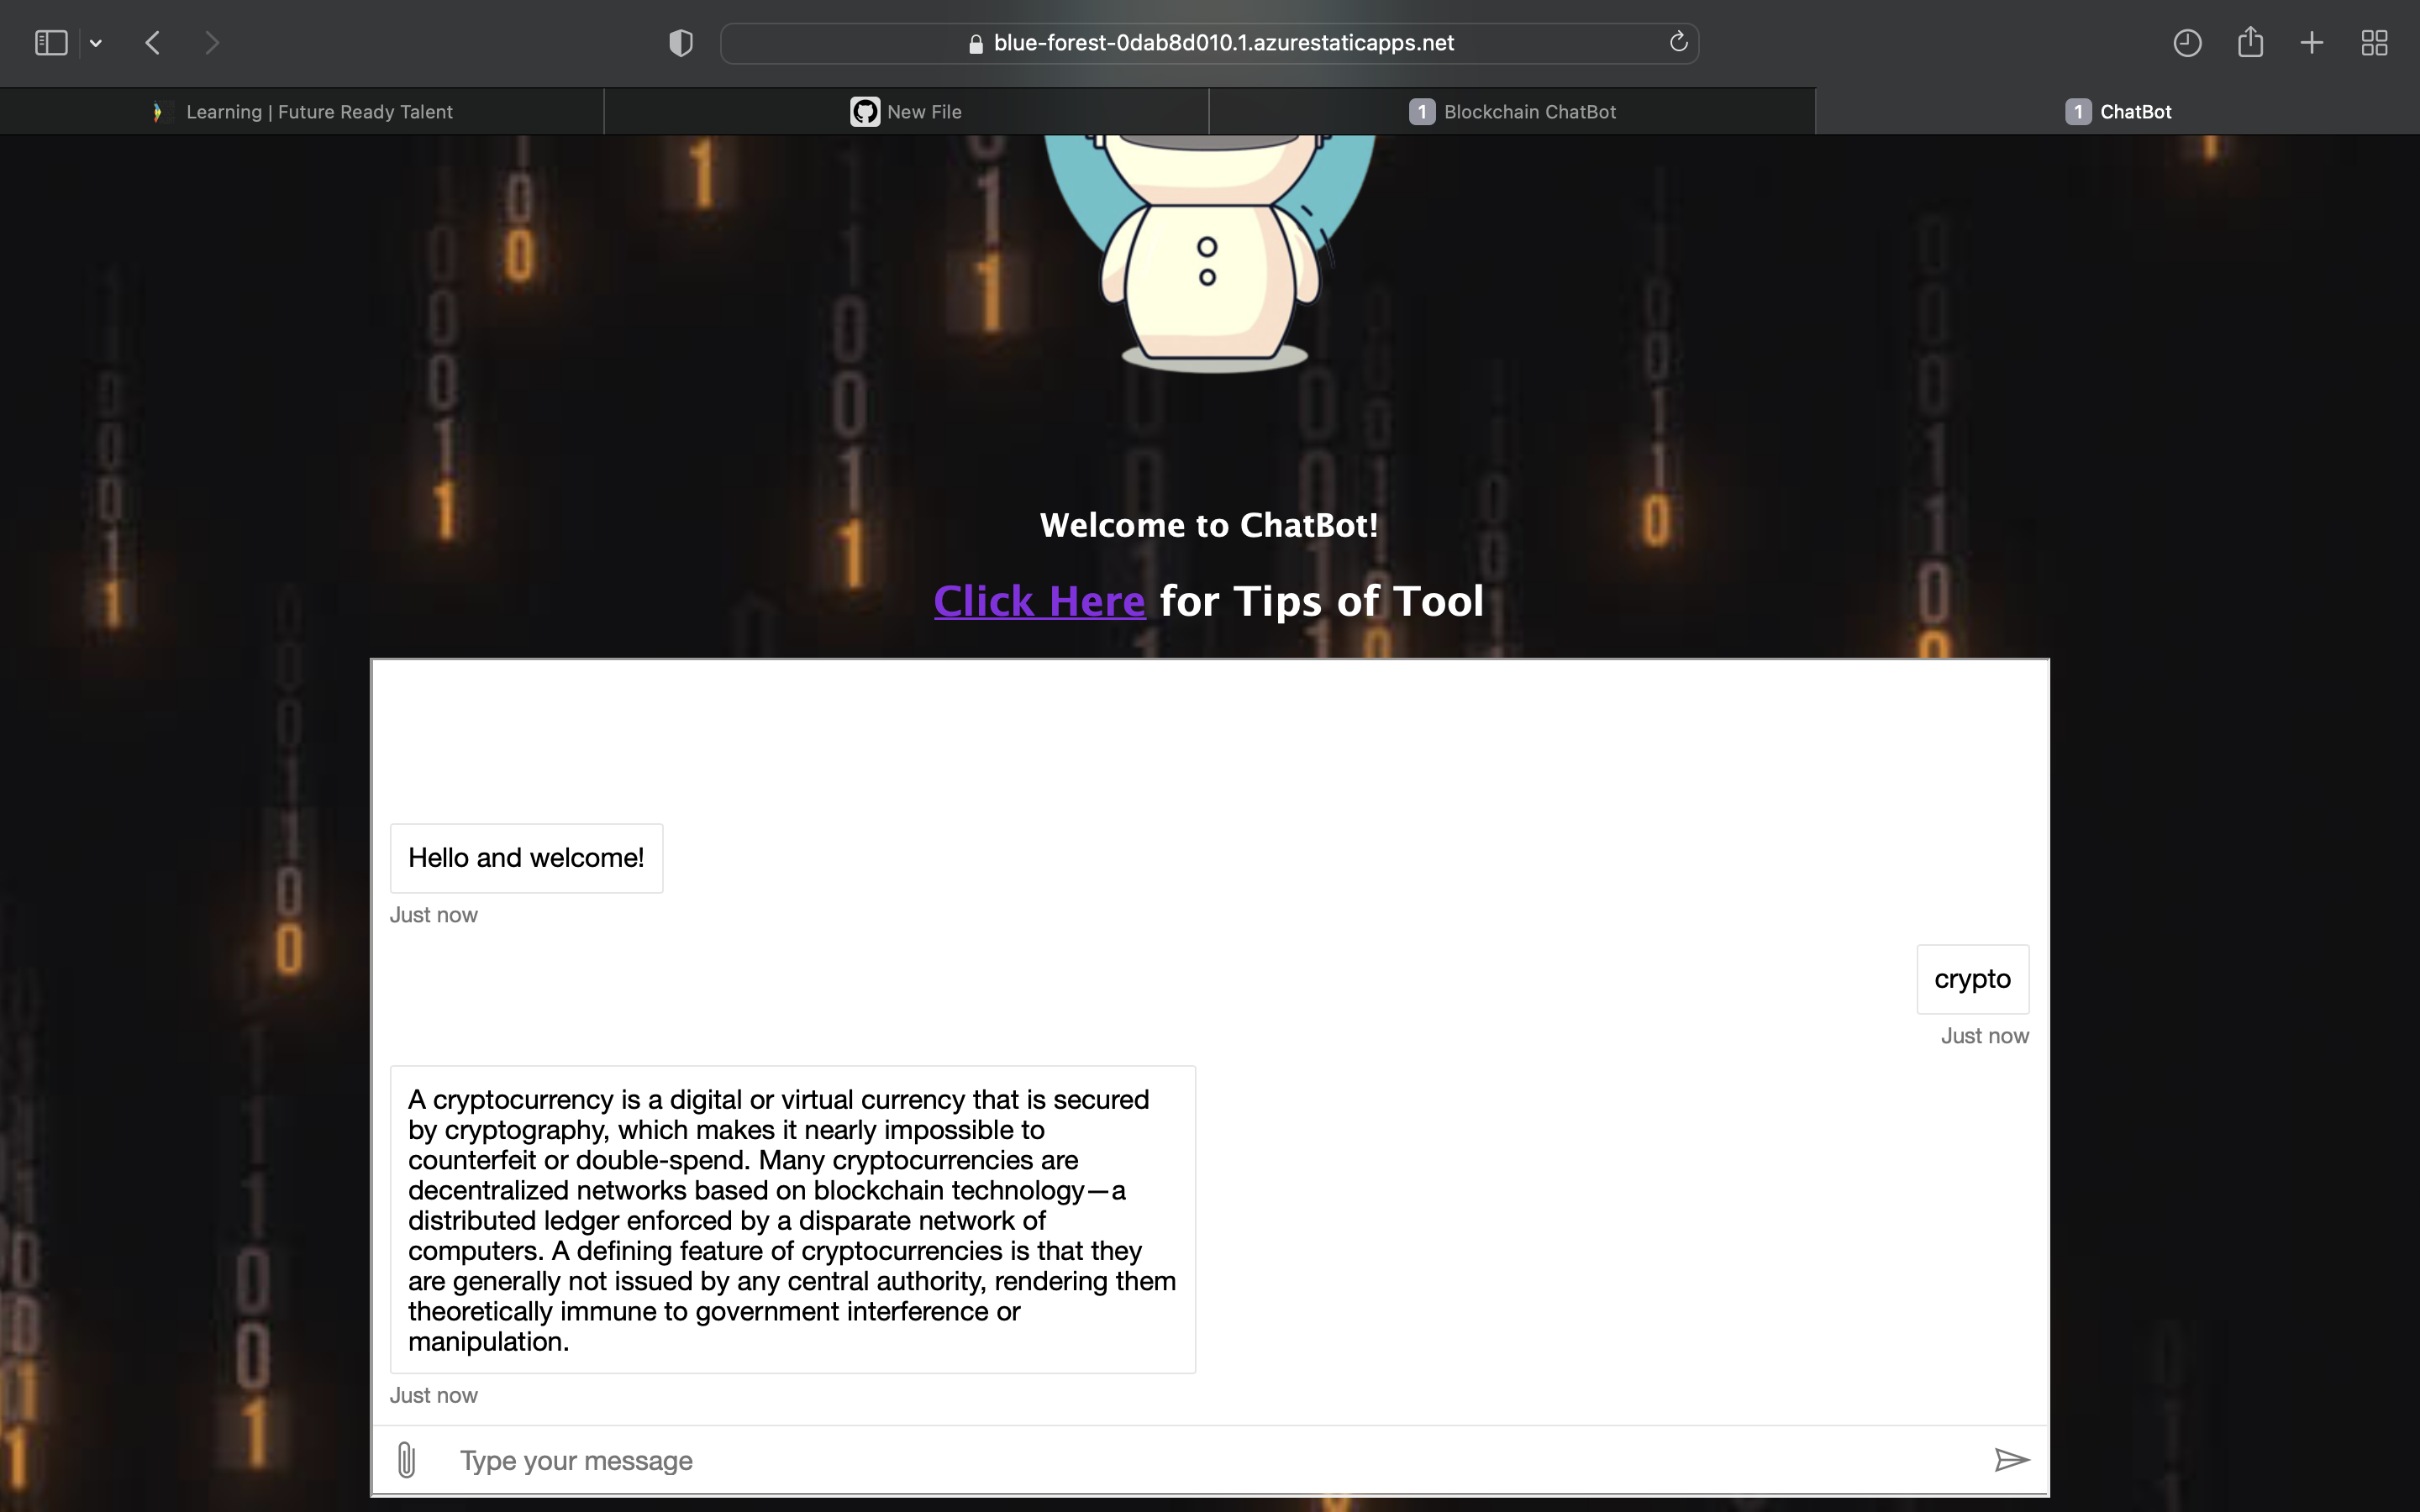 blue-forest-0dab8d010.1.azurestaticapps.net
Learning | Future Ready Talent
New File
1 Blockchain ChatBot
1 ChatBot
Welcome to ChatBot!
Click Here for Tips of Tool
Hello and welcome!
Just now
crypto
Just now
A cryptocurrency is a digital or virtual currency that is secured
by cryptography, which makes it nearly impossible to
counterfeit or double-spend. Many cryptocurrencies are
decentralized networks based on blockchain technology—a
distributed ledger enforced by a disparate network of
computers. A defining feature of cryptocurrencies is that they
are generally not issued by any central authority, rendering them
theoretically immune to government interference or
manipulation.
Just now
Type your message